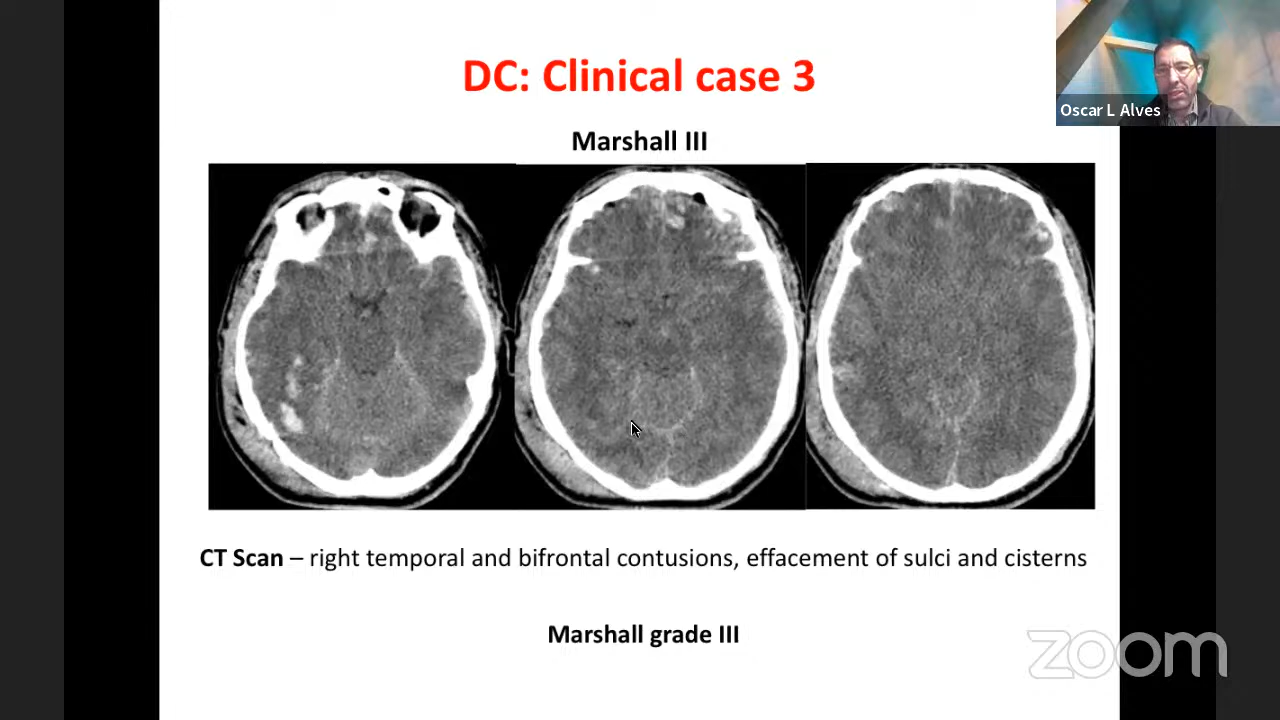 DC: Clinical case 3
Oscar L Alves
Marshall III
CT Scan – right temporal and bifrontal contusions, effacement of sulci and cisterns
Marshall grade III
zoom